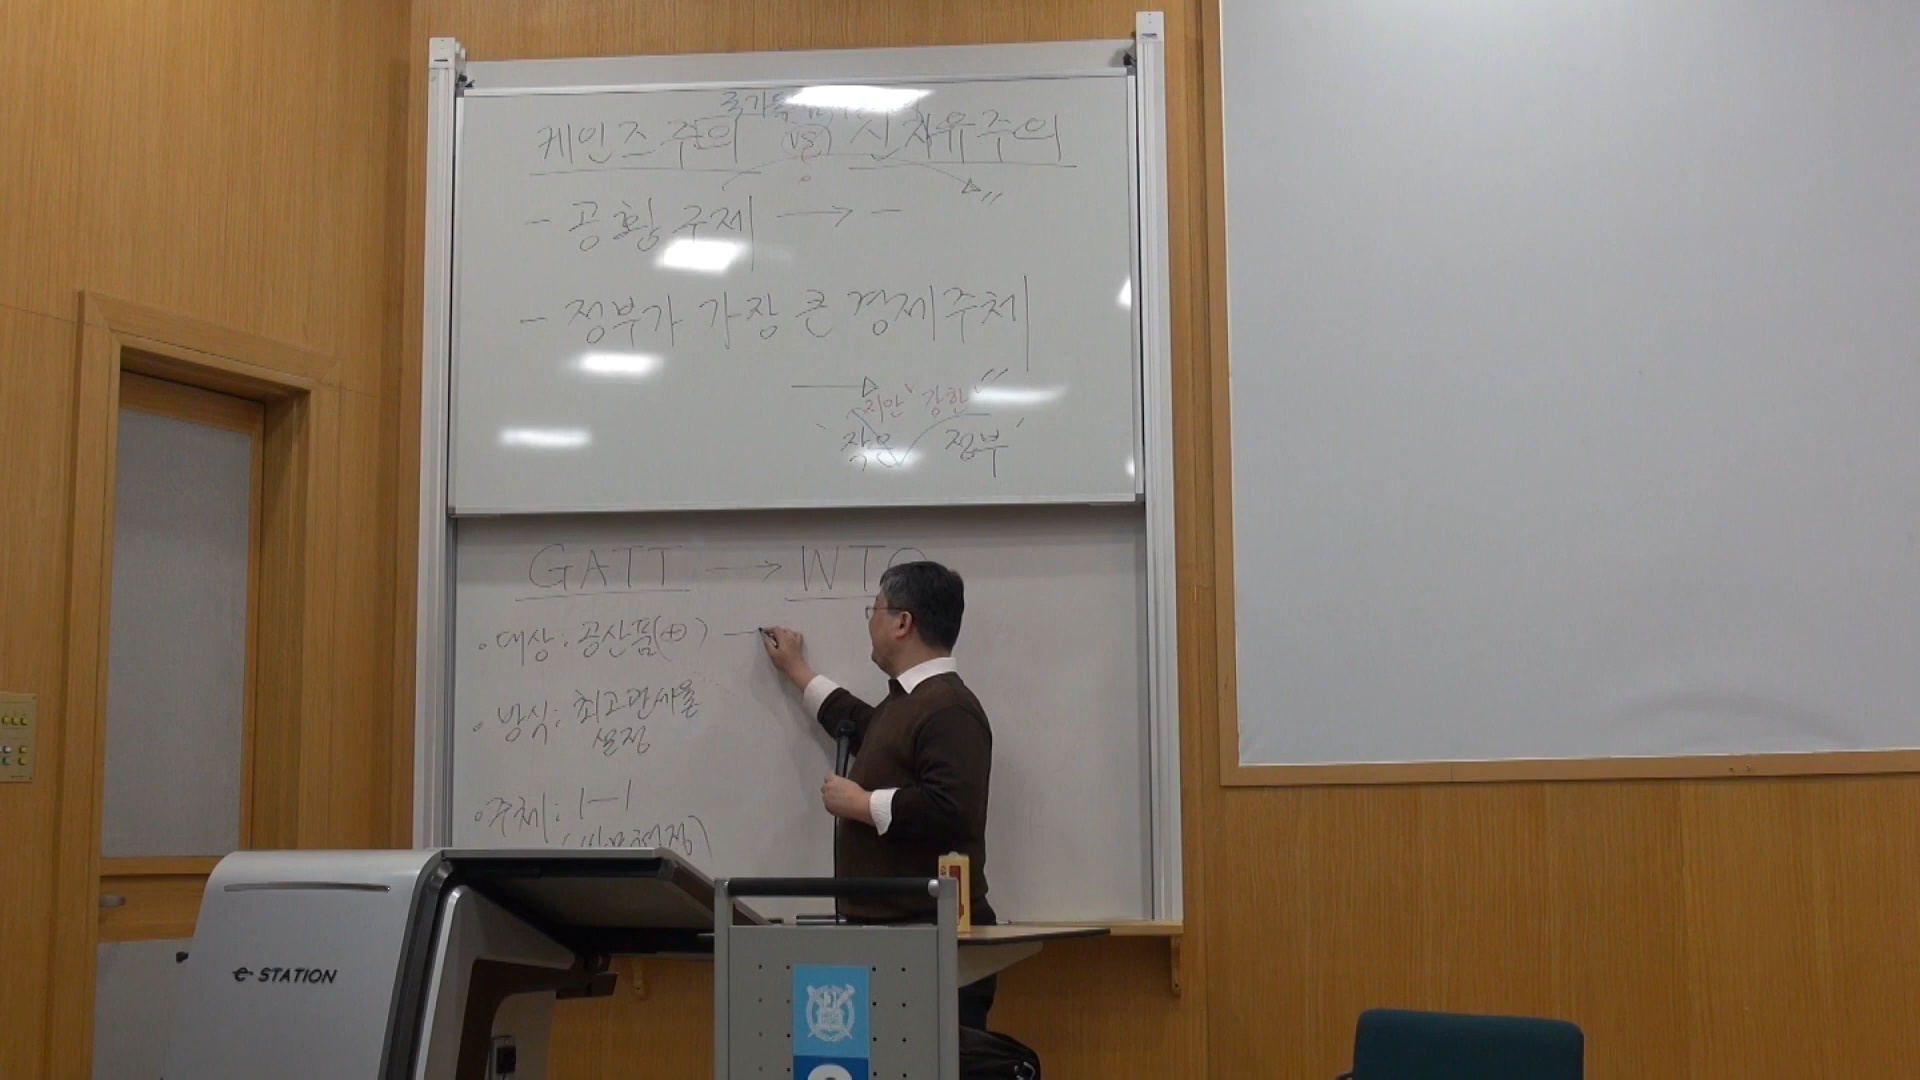 케인즈주의 VS 신자유주의
- 공황 구제 → -
- 정부가 가장 큰 경제주체
치안 강한
작은 정부
GATT → WTO
• 대상: 공산품(+)
• 방식: 최고관세율
설정
• 주체: 1-1
e-STATION